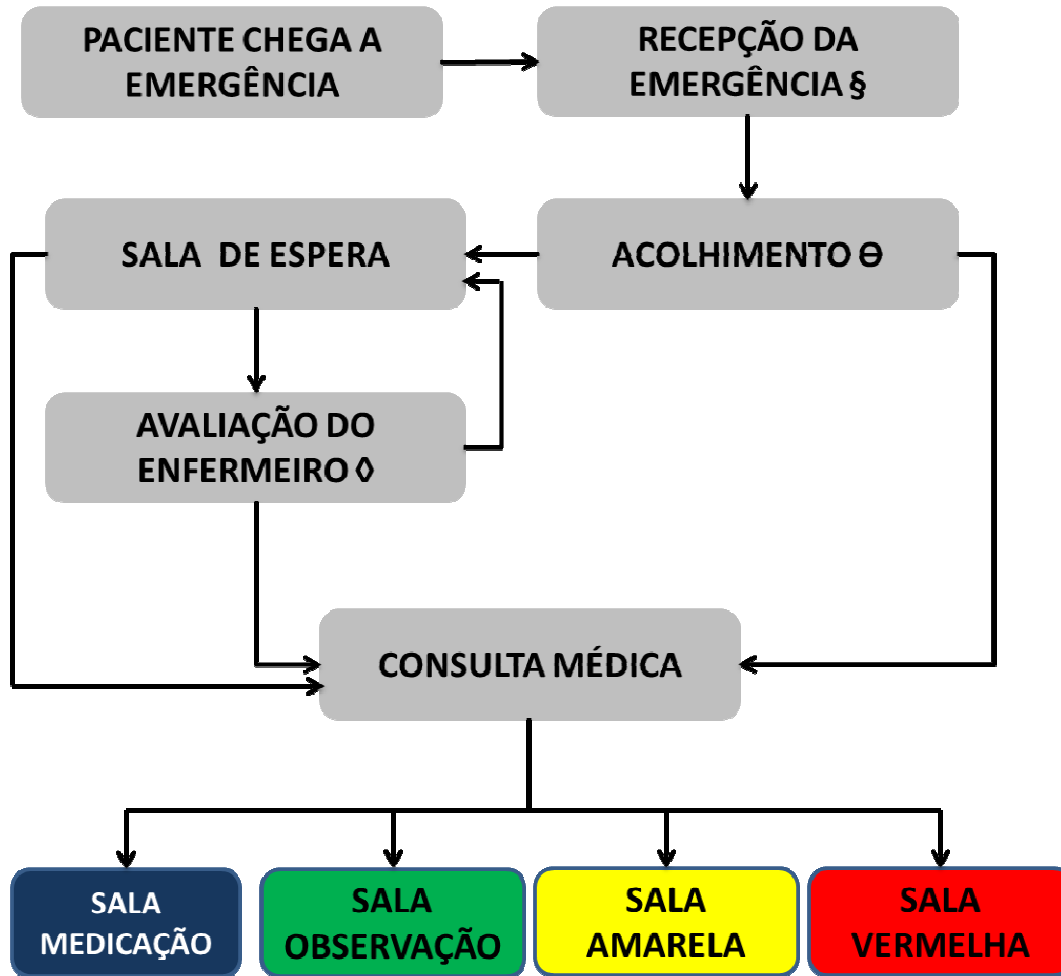 PACIENTE CHEGA A
EMERGÊNCIA
RECEPÇÃO DA
EMERGÊNCIA §
SALA DE ESPERA
ACOLHIMENTO Ѳ
AVALIAÇÃO DO
ENFERMEIRO ◊
CONSULTA MÉDICA
SALA
MEDICAÇÃO
SALA
OBSERVAÇÃO
SALA
AMARELA
SALA
VERMELHA